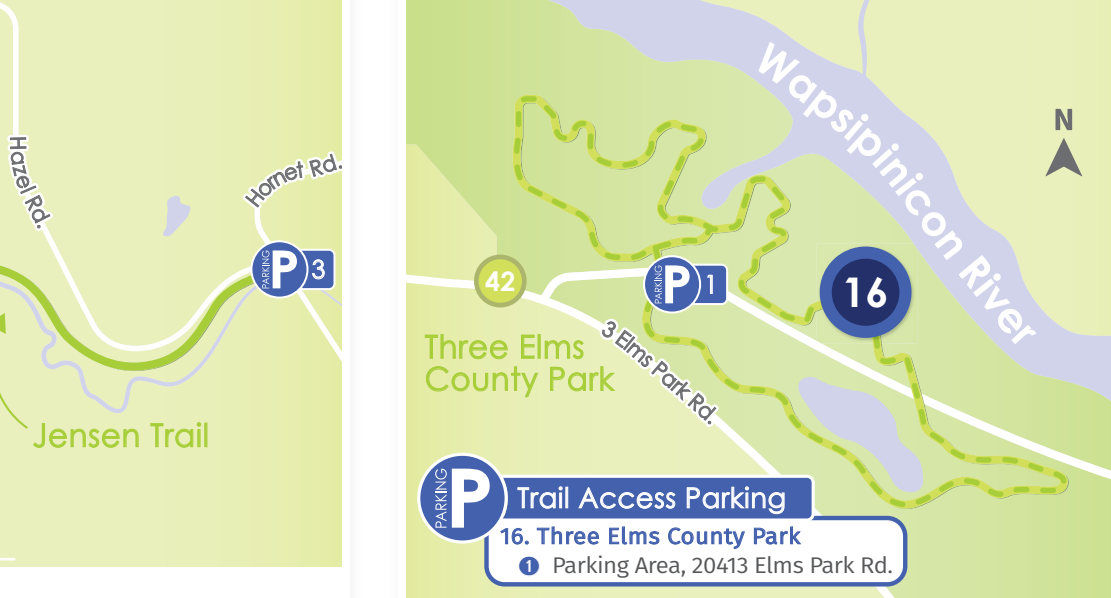 Hazel Rd.
Hornet Rd.
PARKING P 3
Jensen Trail
Wapsipinicon River
N
42
PARKING P 1
16
3 Elms Park Rd.
Three Elms
County Park
PARKING P Trail Access Parking
16. Three Elms County Park
1 Parking Area, 20413 Elms Park Rd.